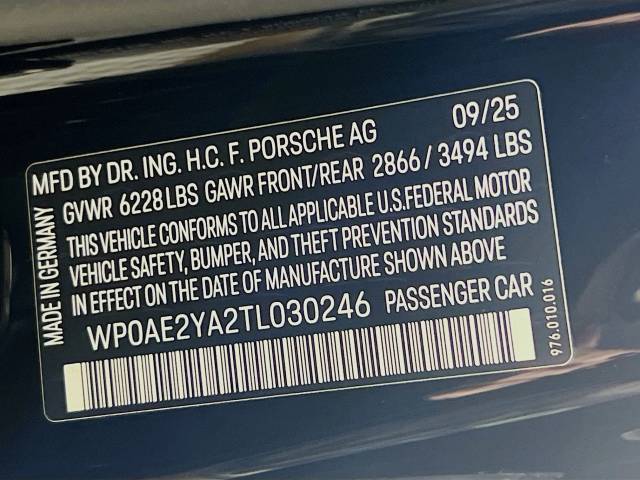 MFD BY DR. ING. H.C. F. PORSCHE AG 09/25
GVWR 6228 LBS GAWR FRONT/REAR 2866 / 3494 LBS
THIS VEHICLE CONFORMS TO ALL APPLICABLE U.S.FEDERAL MOTOR
VEHICLE SAFETY, BUMPER, AND THEFT PREVENTION STANDARDS
IN EFFECT ON THE DATE OF MANUFACTURE SHOWN ABOVE
WP0AE2YA2TL030246 PASSENGER CAR
MADE IN GERMANY
976.010.016